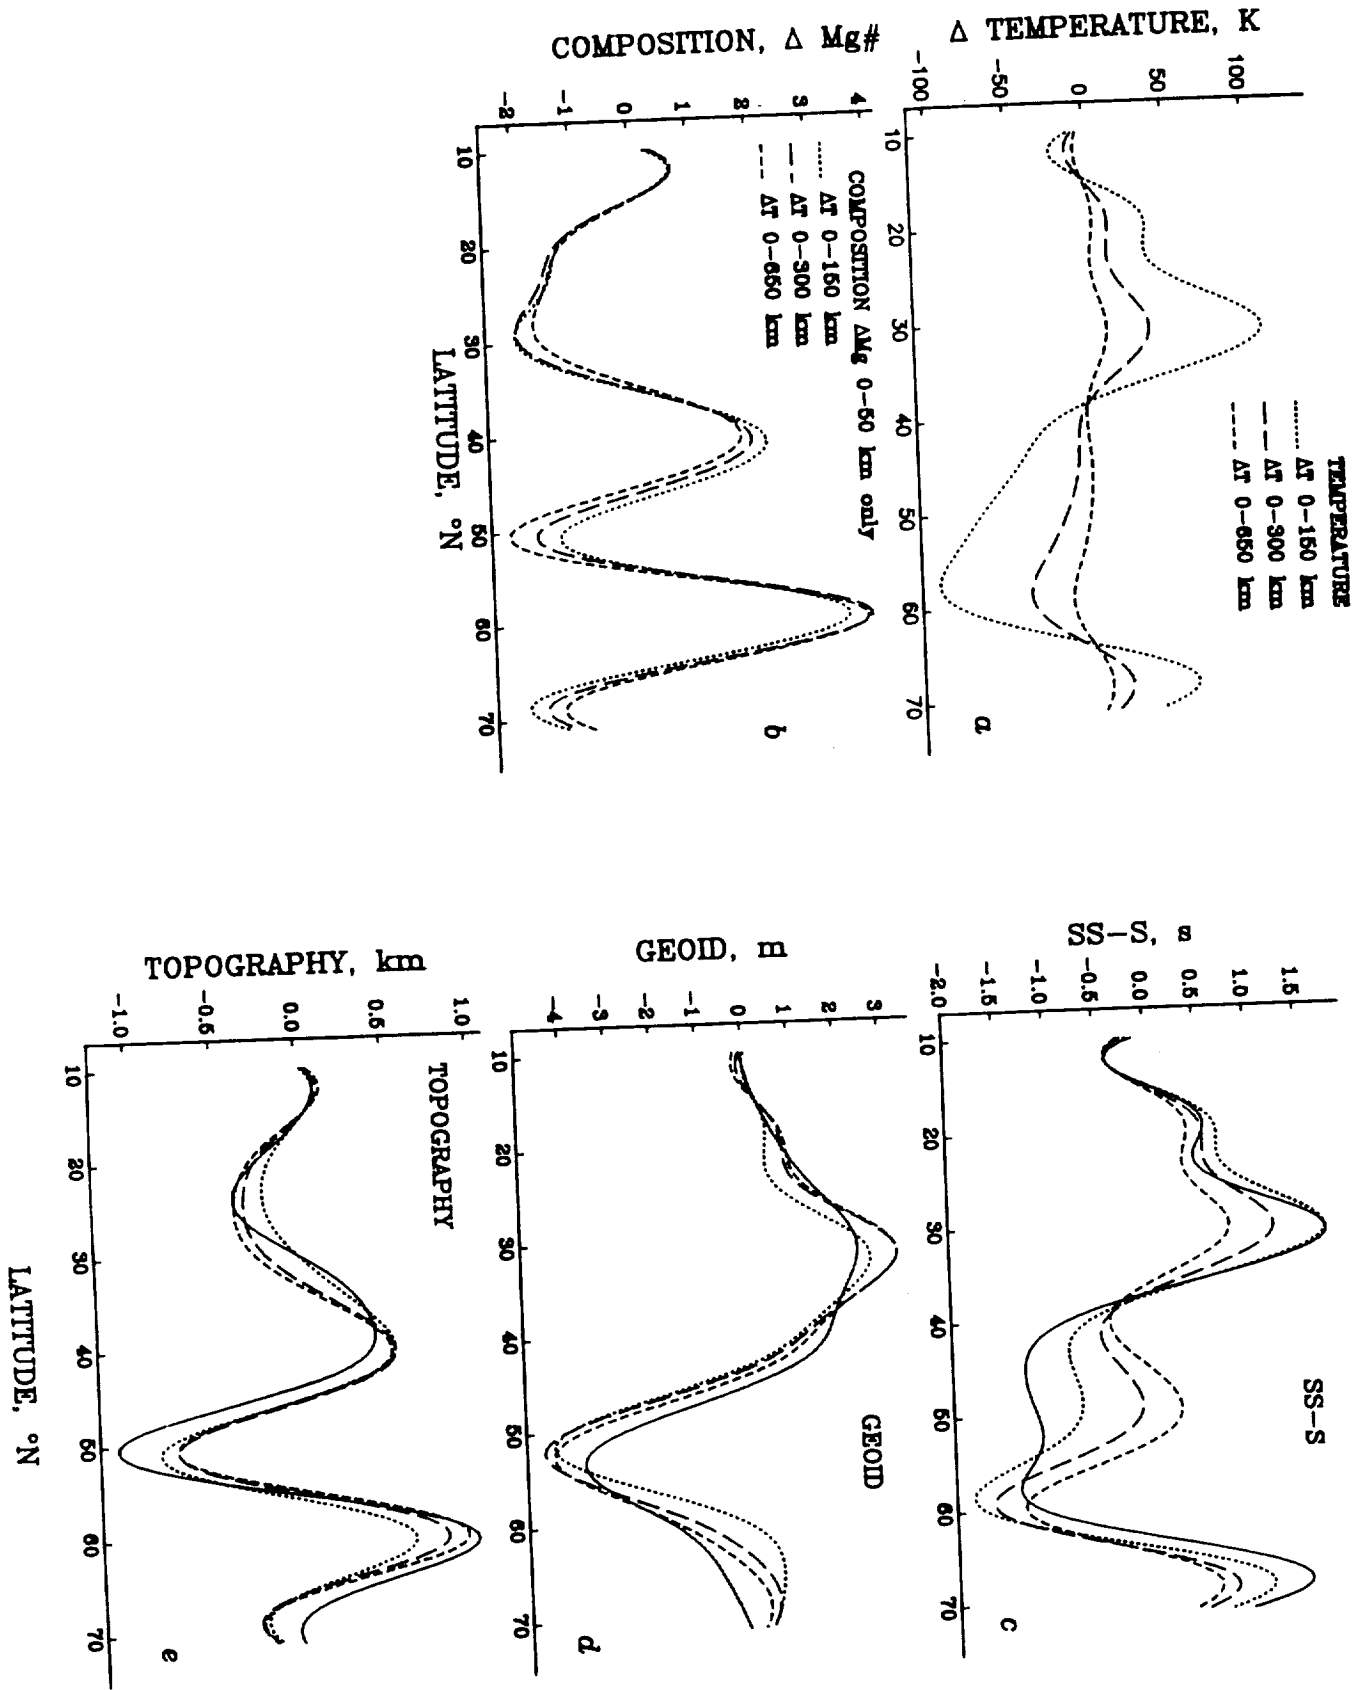 TEMPERATURE
ΔT 0-150 km
ΔT 0-300 km
ΔT 0-650 km
Δ TEMPERATURE, K
-100
-50
0
50
100
10
20
30
40
50
60
70
a
COMPOSITION ΔMg 0-50 km only
ΔT 0-150 km
ΔT 0-300 km
ΔT 0-650 km
COMPOSITION, Δ Mg#
-2
-1
0
1
2
3
4
10
20
30
40
50
60
70
b
LATITUDE, °N
SS-S
SS-S, s
-2.0
-1.5
-1.0
-0.5
0.0
0.5
1.0
1.5
10
20
30
40
50
60
70
c
GEOID
GEOID, m
-4
-3
-2
-1
0
1
2
3
10
20
30
40
50
60
70
d
TOPOGRAPHY
TOPOGRAPHY, km
-1.0
-0.5
0.0
0.5
1.0
10
20
30
40
50
60
70
e
LATITUDE, °N